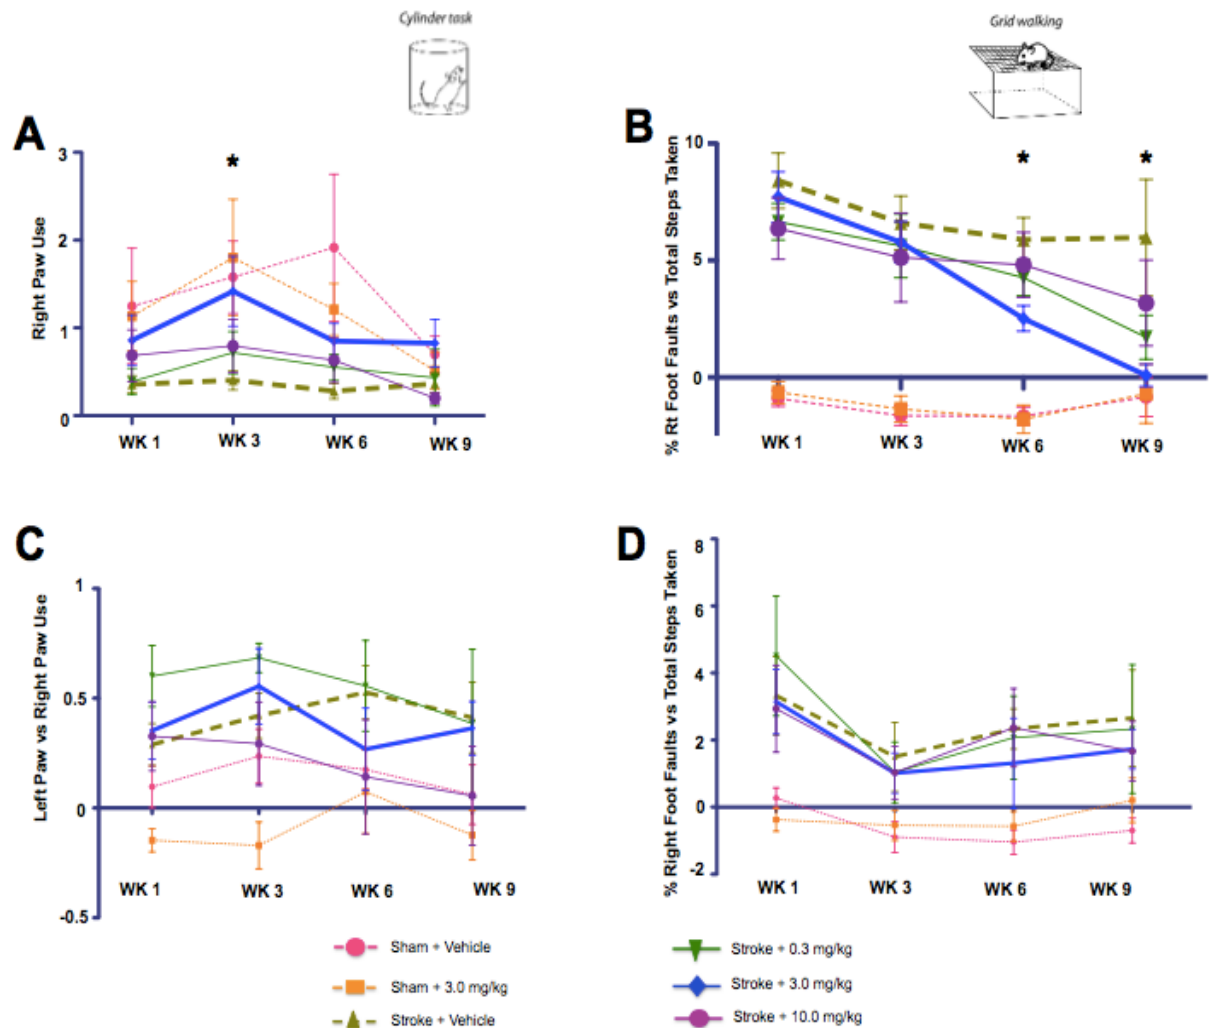 Cylinder task
Grid walking
A
3
2
1
0
Right Paw Use
*
WK 1
WK 3
WK 6
WK 9
B
10
5
0
% Rt Foot Faults vs Total Steps Taken
*
*
WK 1
WK 3
WK 6
WK 9
C
1
0.5
0
-0.5
Left Paw vs Right Paw Use
WK 1
WK 3
WK 6
WK 9
D
8
6
4
2
0
-2
% Right Foot Faults vs Total Steps Taken
WK 1
WK 3
WK 6
WK 9
Sham + Vehicle
Sham + 3.0 mg/kg
Stroke + Vehicle
Stroke + 0.3 mg/kg
Stroke + 3.0 mg/kg
Stroke + 10.0 mg/kg